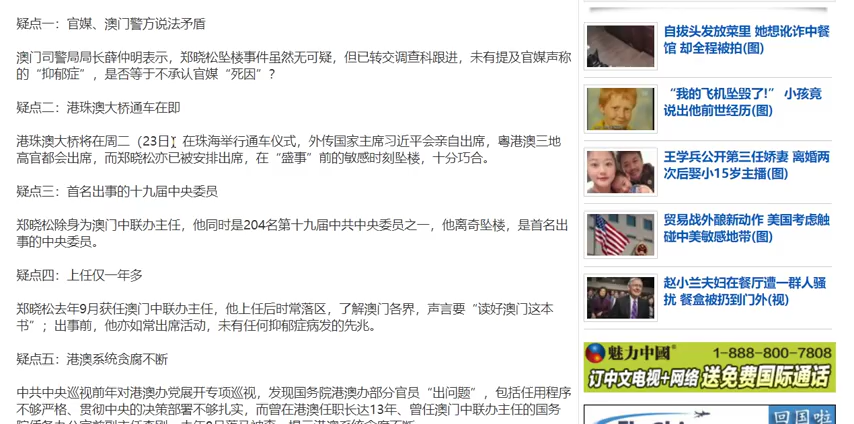 疑点一：官媒、澳门警方说法矛盾
澳门司警局局长薛仲明表示，郑晓松坠楼事件虽然无可疑，但已转交调查科跟进，未有提及官媒声称
的“抑郁症”，是否等于不承认官媒“死因”？
疑点二：港珠澳大桥通车在即
港珠澳大桥将在周二（23日）在珠海举行通车仪式，外传国家主席习近平会亲自出席，粤港澳三地
高官都会出席，而郑晓松亦已被安排出席，在“盛事”前的敏感时刻坠楼，十分巧合。
疑点三：首名出事的十九届中央委员
郑晓松除身为澳门中联办主任，他同时是204名第十九届中共中央委员之一，他离奇坠楼，是首名出
事的中央委员。
疑点四：上任仅一年多
郑晓松去年9月获任澳门中联办主任，他上任后时常落区，了解澳门各界，声言要“读好澳门这本
书”；出事前，他亦如常出席活动，未有任何抑郁症病发的先兆。
疑点五：港澳系统贪腐不断
中共中央巡视前年对港澳办党组展开专项巡视，发现国务院港澳办部分官员“出问题”，包括任用程序
不够严格、贯彻中央的决策部署不够扎实，而曾在港澳任职长达13年、曾任澳门中联办主任的国务
自拔头发放菜里 她想讹诈中餐
馆 却全程被拍(图)
“我的飞机坠毁了!” 小孩竟
说出他前世经历(图)
王学兵公开第三任娇妻 离婚两
次后娶小15岁主播(图)
贸易战外酿新动作 美国考虑触
碰中美敏感地带(图)
赵小兰夫妇在餐厅遭一群人骚
扰 餐盒被扔到门外(视)
魅力中國 1-888-800-7808
订中文电视+网络 送免费国际通话
回国啦